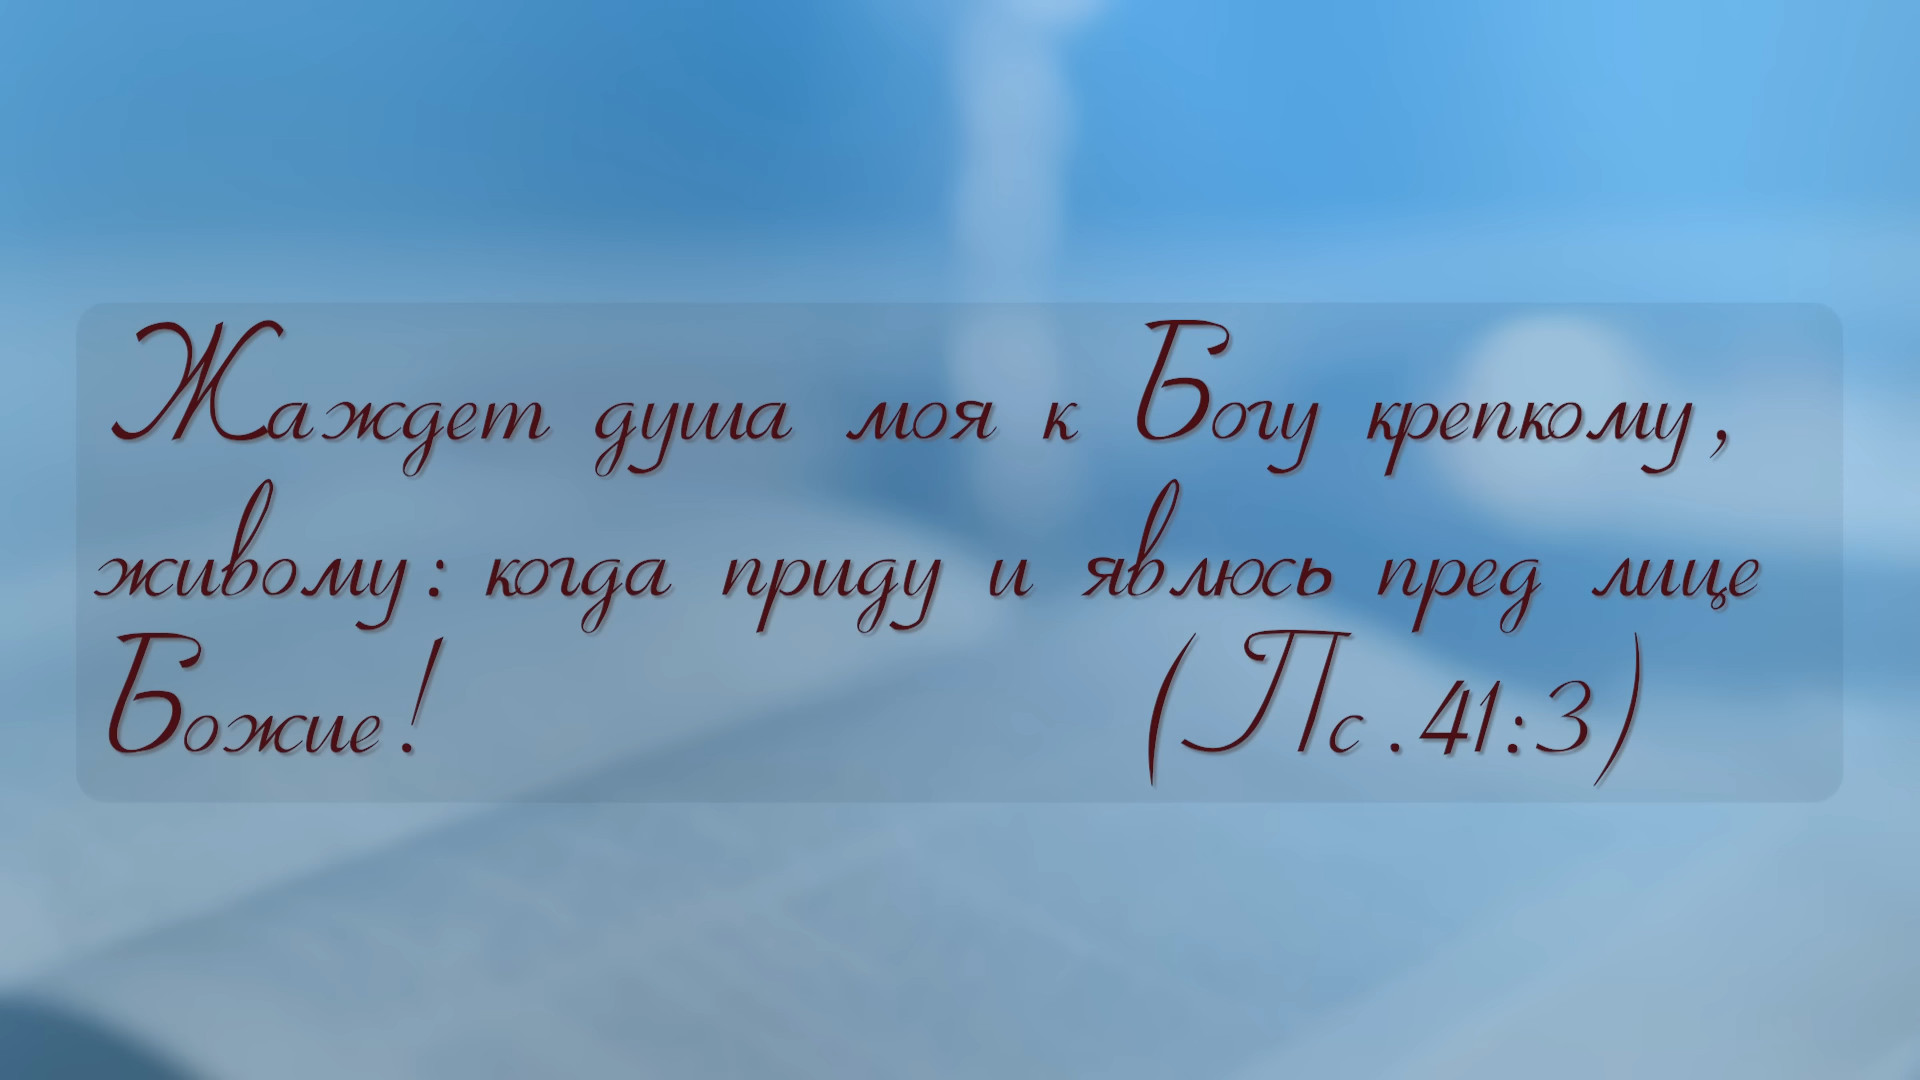 Жаждет душа моя к Богу крепкому,
живому: когда приду и явлюсь пред лице
Божие! (Пс.41:3)